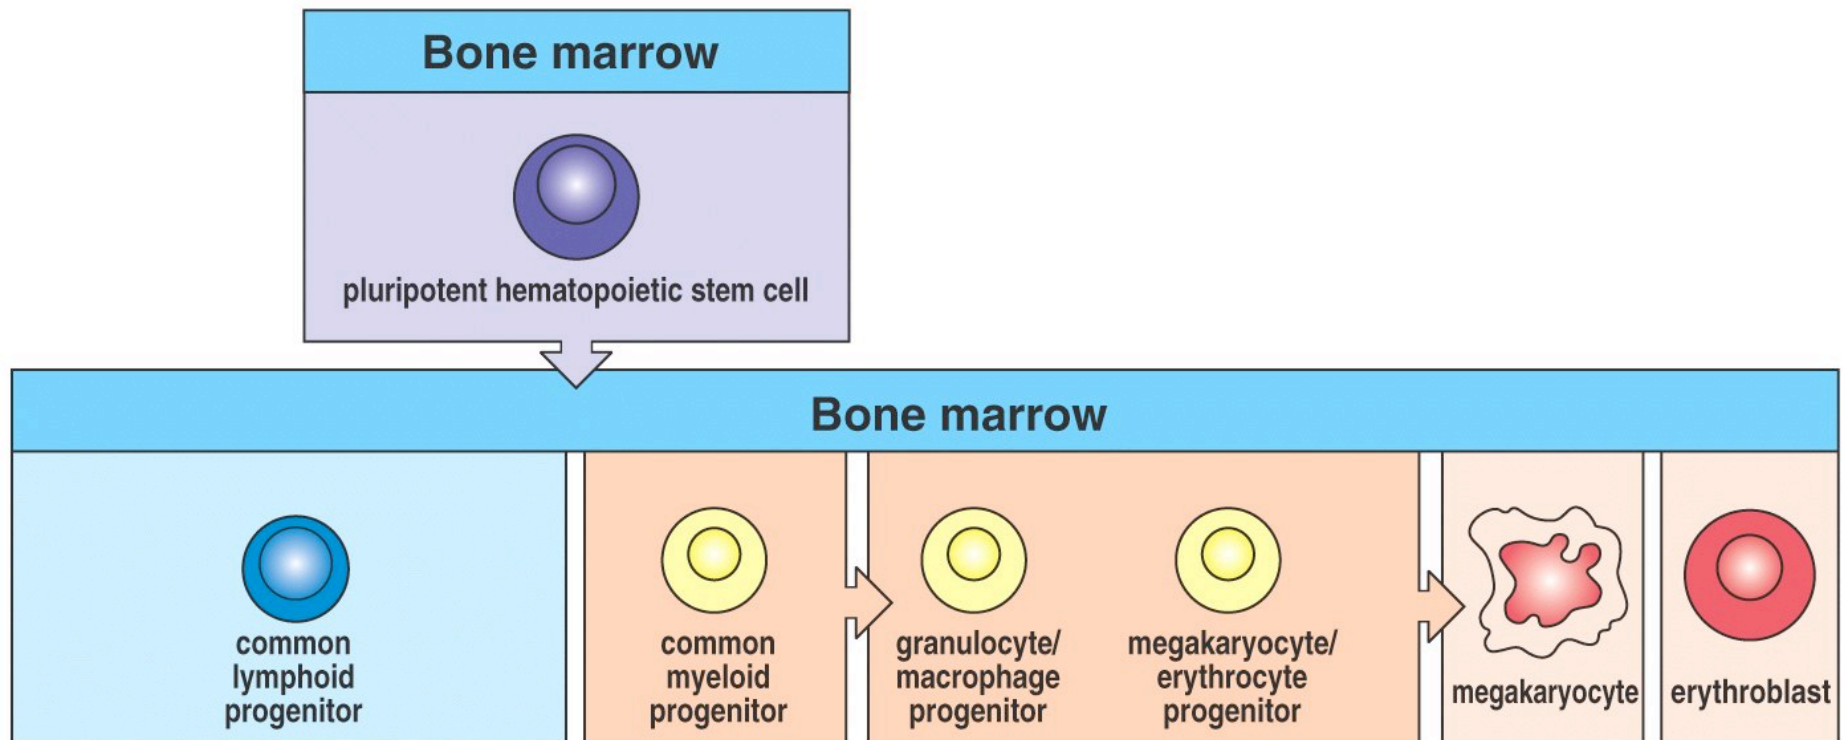 Bone marrow
pluripotent hematopoietic stem cell
Bone marrow
common
lymphoid
progenitor
common
myeloid
progenitor
granulocyte/
macrophage
progenitor
megakaryocyte/
erythrocyte
progenitor
megakaryocyte
erythroblast